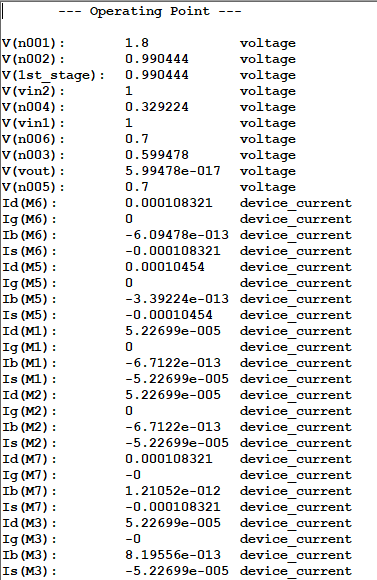 --- Operating Point ---
V(n001): 1.8 voltage
V(n002): 0.990444 voltage
V(1st_stage): 0.990444 voltage
V(vin2): 1 voltage
V(n004): 0.329224 voltage
V(vin1): 1 voltage
V(n006): 0.7 voltage
V(n003): 0.599478 voltage
V(vout): 5.99478e-017 voltage
V(n005): 0.7 voltage
Id(M6): 0.000108321 device_current
Ig(M6): 0 device_current
Ib(M6): -6.09478e-013 device_current
Is(M6): -0.000108321 device_current
Id(M5): 0.00010454 device_current
Ig(M5): 0 device_current
Ib(M5): -3.39224e-013 device_current
Is(M5): -0.00010454 device_current
Id(M1): 5.22699e-005 device_current
Ig(M1): 0 device_current
Ib(M1): -6.7122e-013 device_current
Is(M1): -5.22699e-005 device_current
Id(M2): 5.22699e-005 device_current
Ig(M2): 0 device_current
Ib(M2): -6.7122e-013 device_current
Is(M2): -5.22699e-005 device_current
Id(M7): 0.000108321 device_current
Ig(M7): -0 device_current
Ib(M7): 1.21052e-012 device_current
Is(M7): -0.000108321 device_current
Id(M3): 5.22699e-005 device_current
Ig(M3): -0 device_current
Ib(M3): 8.19556e-013 device_current
Is(M3): -5.22699e-005 device_current